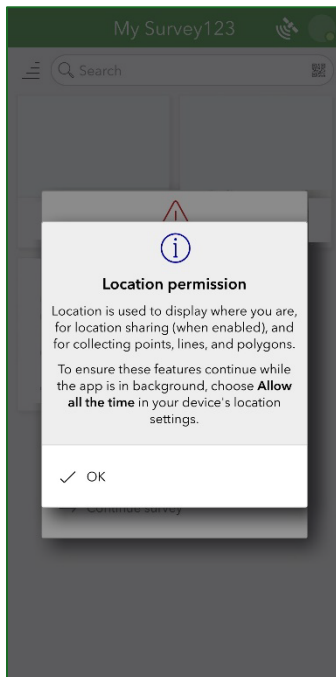 My Survey123
Search
Location permission
Location is used to display where you are,
for location sharing (when enabled), and
for collecting points, lines, and polygons.
To ensure these features continue while
the app is in background, choose Allow
all the time in your device's location
settings.
OK
Continue survey